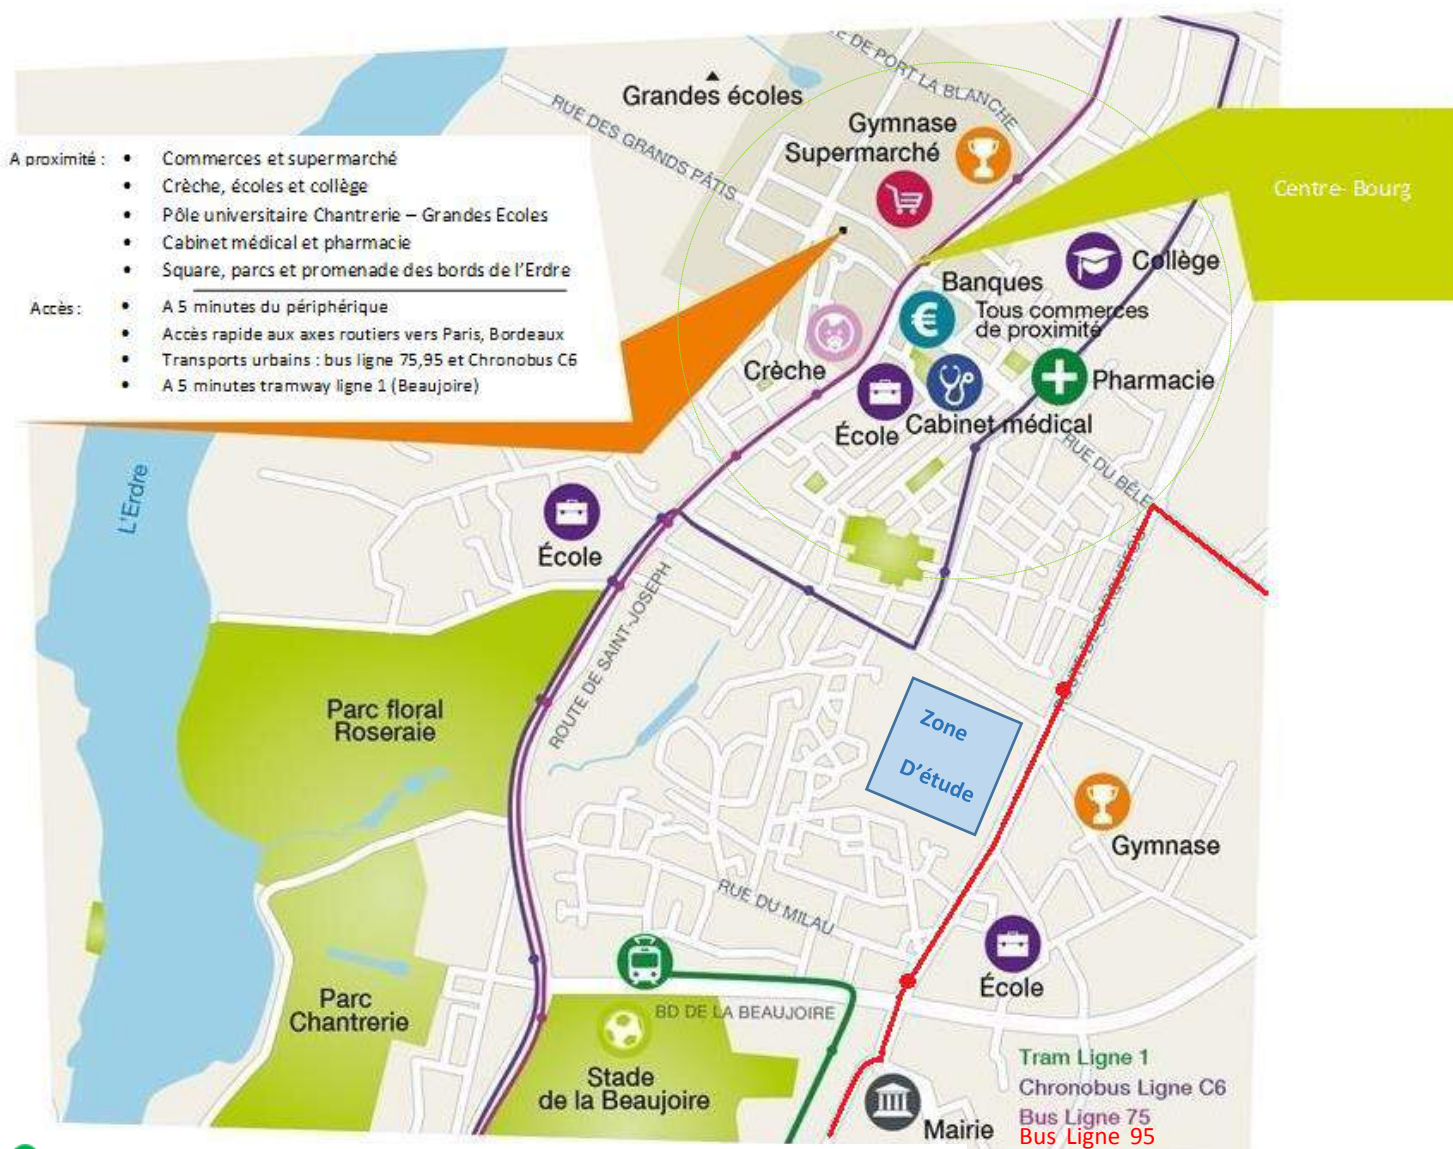 E DE PORT LA BLANCHE
Grandes écoles
RUE DES GRANDS PÂTIS
Gymnase
Supermarché
A proximité :
• Commerces et supermarché
• Crèche, écoles et collège
• Pôle universitaire Chantrerie – Grandes Ecoles
• Cabinet médical et pharmacie
• Square, parcs et promenade des bords de l'Erdre
Accès :
• A 5 minutes du périphérique
• Accès rapide aux axes routiers vers Paris, Bordeaux
• Transports urbains : bus ligne 75,95 et Chronobus C6
• A 5 minutes tramway ligne 1 (Beaujoire)
Centre- Bourg
Collège
Banques
Tous commerces
de proximité
Crèche
Pharmacie
École
Cabinet médical
RUE DU BÊLE
L'Erdre
École
ROUTE DE SAINT-JOSEPH
Parc floral
Roseraie
Zone
D'étude
Gymnase
RUE DU MILAU
École
Parc
Chantrerie
BD DE LA BEAUJOIRE
Stade
de la Beaujoire
Mairie
Tram Ligne 1
Chronobus Ligne C6
Bus Ligne 75
Bus Ligne 95